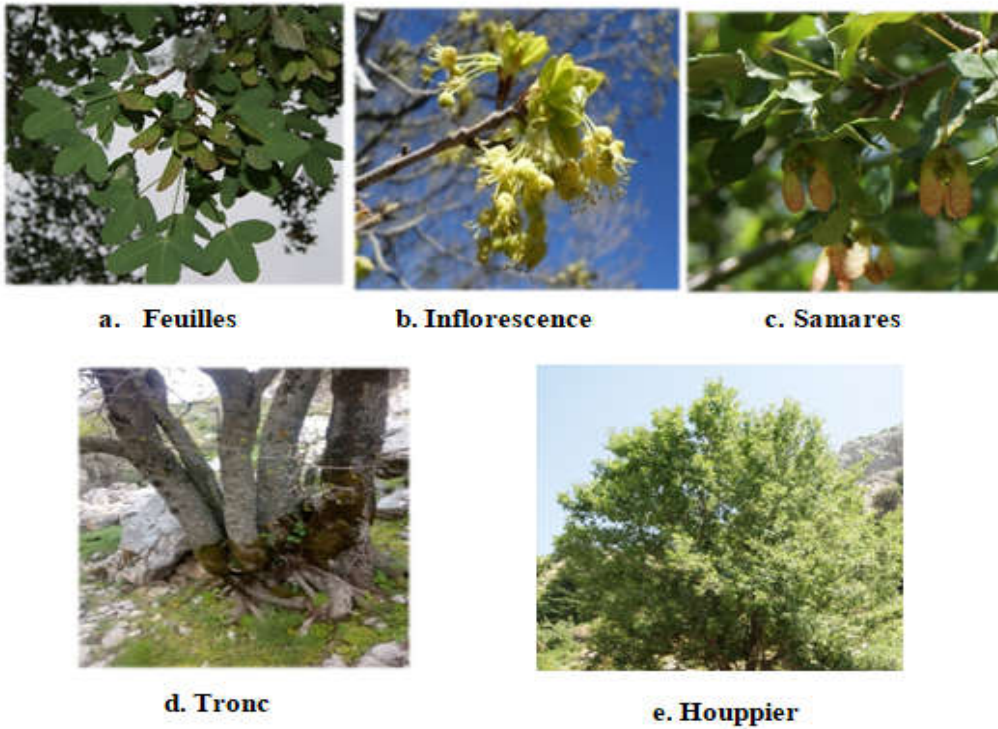 a. Feuilles
b. Inflorescence
c. Samares
d. Tronc
e. Houppier